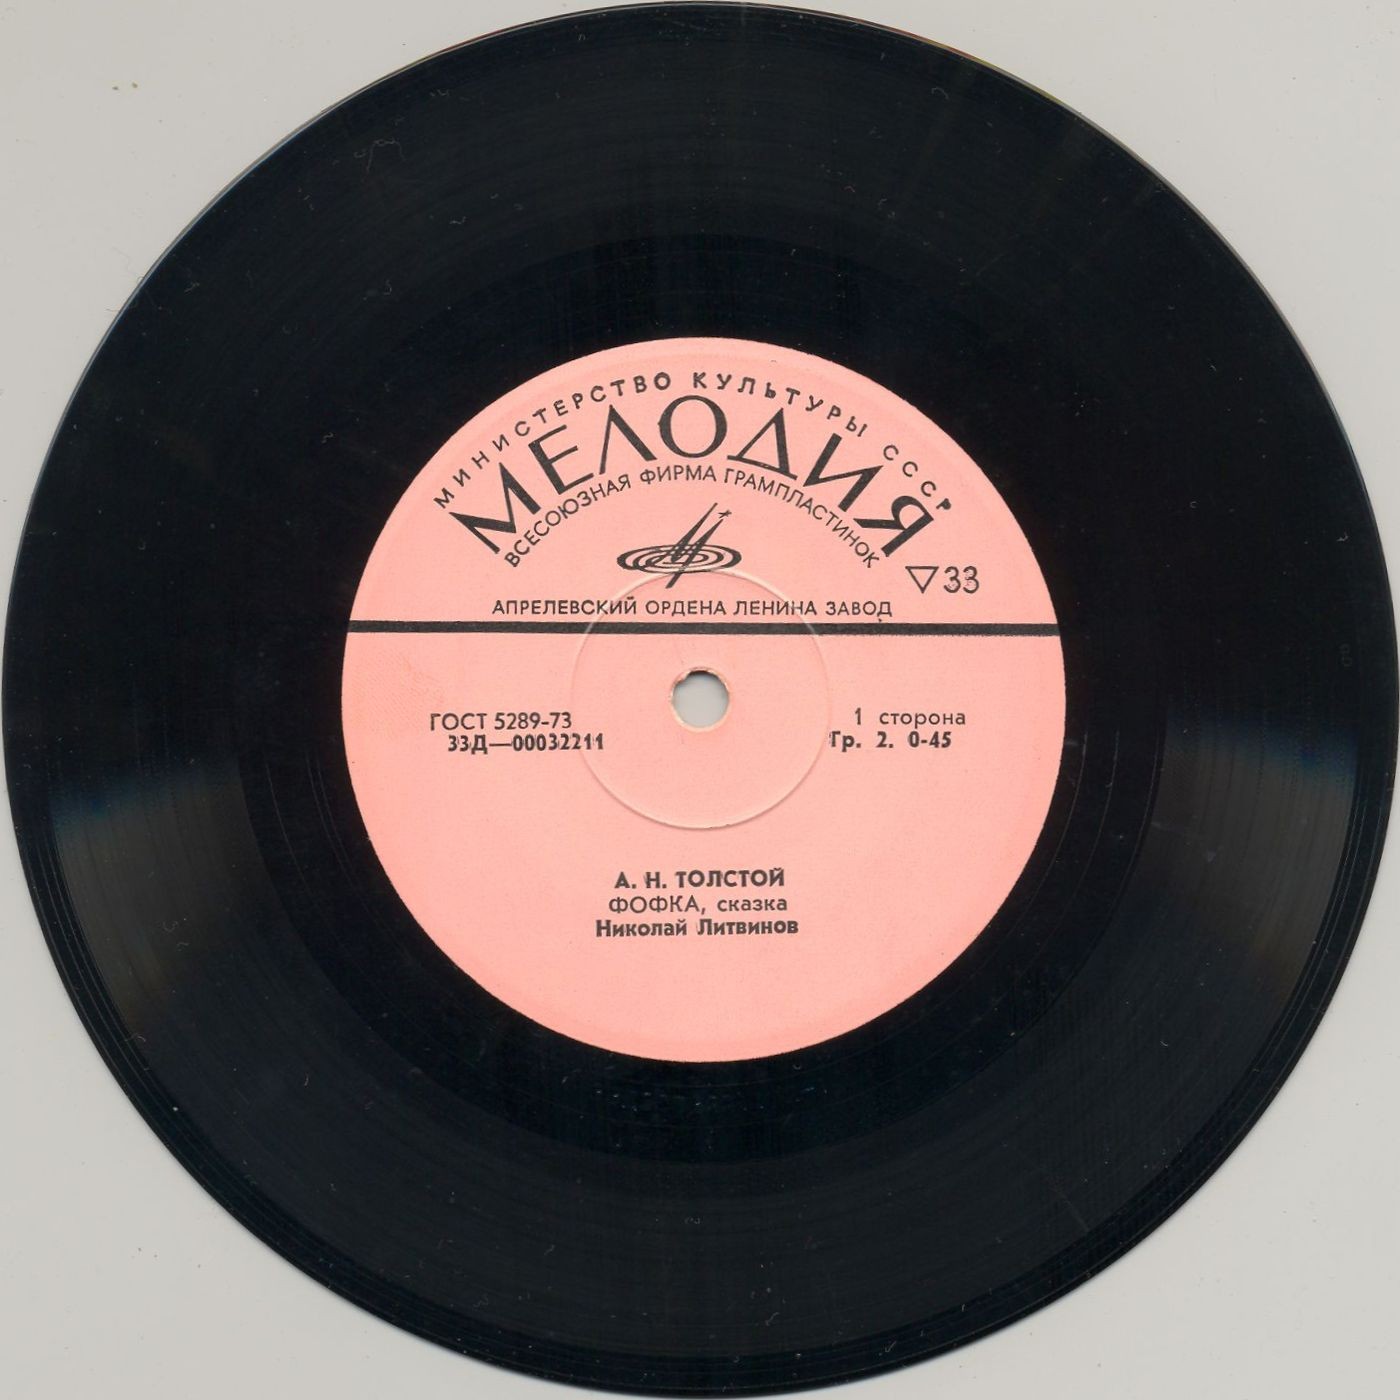 МИНИСТЕРСТВО КУЛЬТУРЫ СССР
МЕЛОДИЯ
ВСЕСОЮЗНАЯ ФИРМА ГРАМПЛАСТИНОК
▽33
АПРЕЛЕВСКИЙ ОРДЕНА ЛЕНИНА ЗАВОД
ГОСТ 5289-73
33Д—00032211
1 сторона
Гр. 2. 0-45
А. Н. ТОЛСТОЙ
ФОФКА, сказка
Николай Литвинов